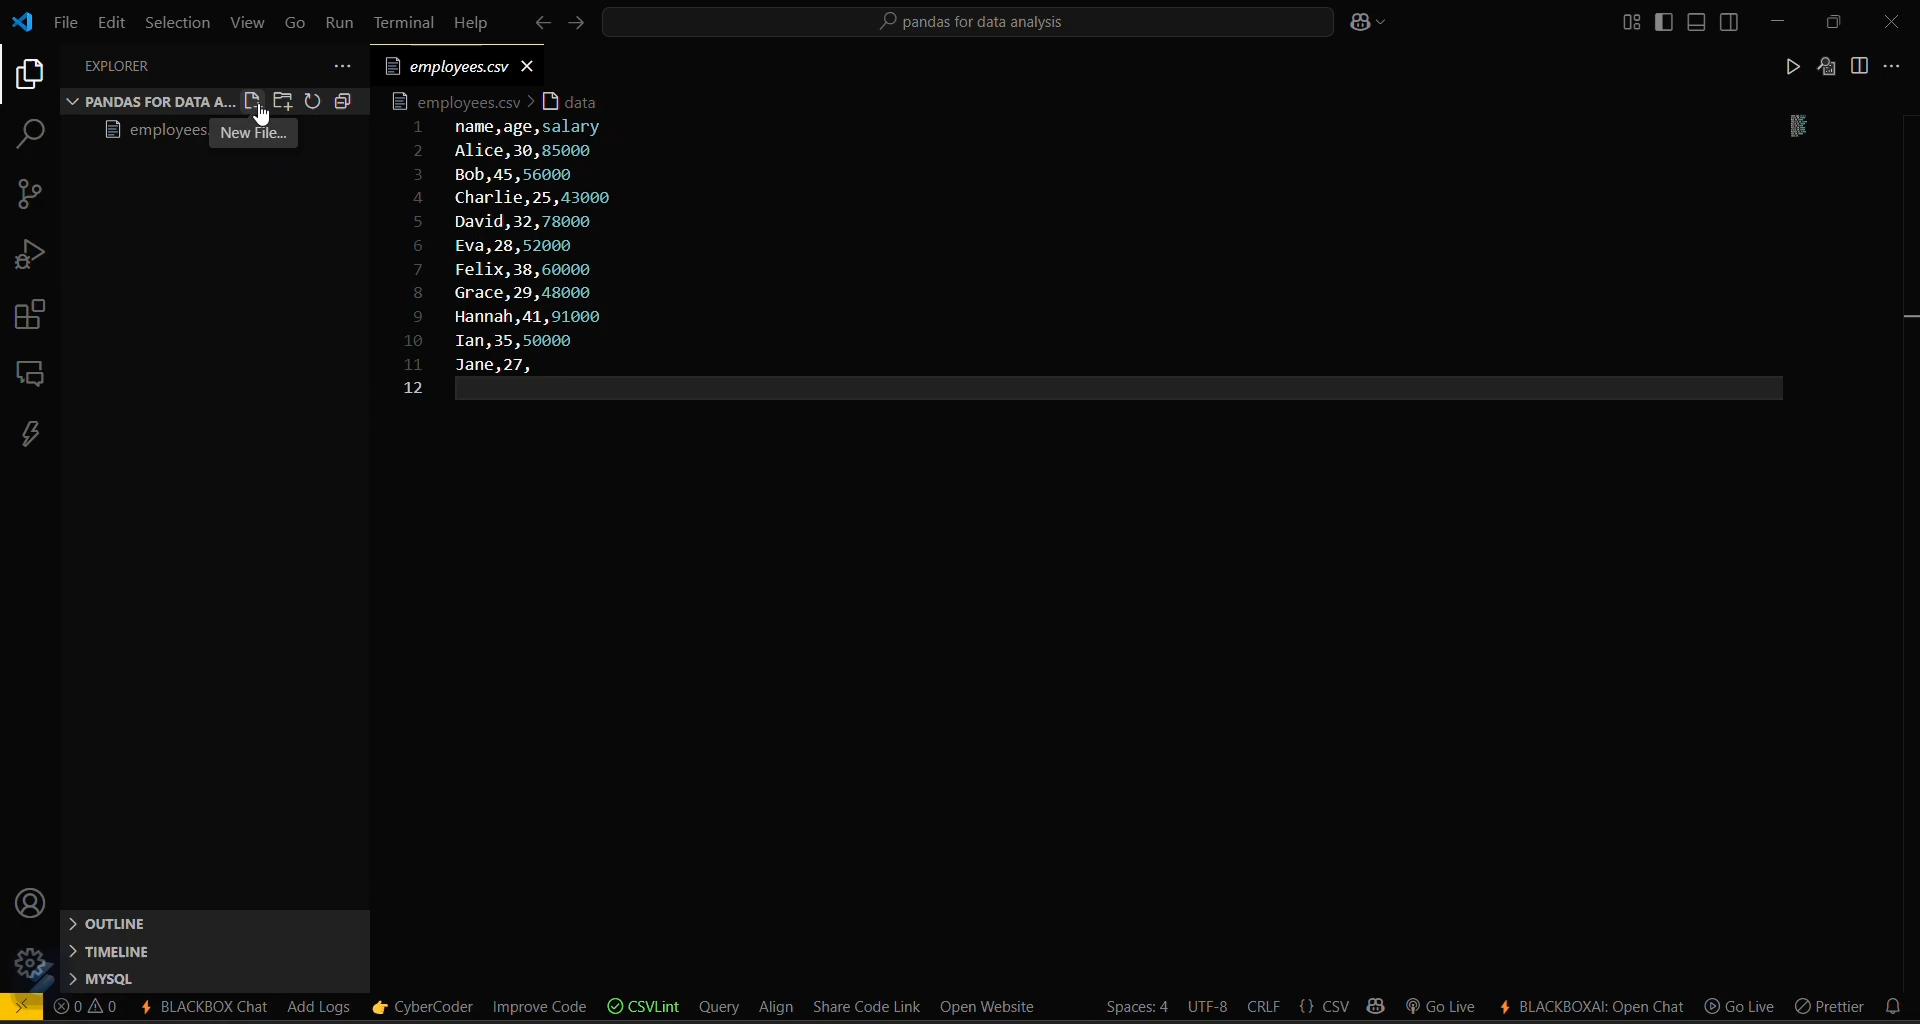 File Edit Selection View Go Run Terminal Help
pandas for data analysis
EXPLORER
employees.csv
PANDAS FOR DATA A...
employees.csv > data
employees.
New File...
1 name,age,salary
2 Alice,30,85000
3 Bob,45,56000
4 Charlie,25,43000
5 David,32,78000
6 Eva,28,52000
7 Felix,38,60000
8 Grace,29,48000
9 Hannah,41,91000
10 Ian,35,50000
11 Jane,27,
12
OUTLINE
TIMELINE
MYSQL
0 0 BLACKBOX Chat Add Logs CyberCoder Improve Code CSVLint Query Align Share Code Link Open Website Spaces: 4 UTF-8 CRLF {} CSV Go Live BLACKBOXAI: Open Chat Go Live Prettier